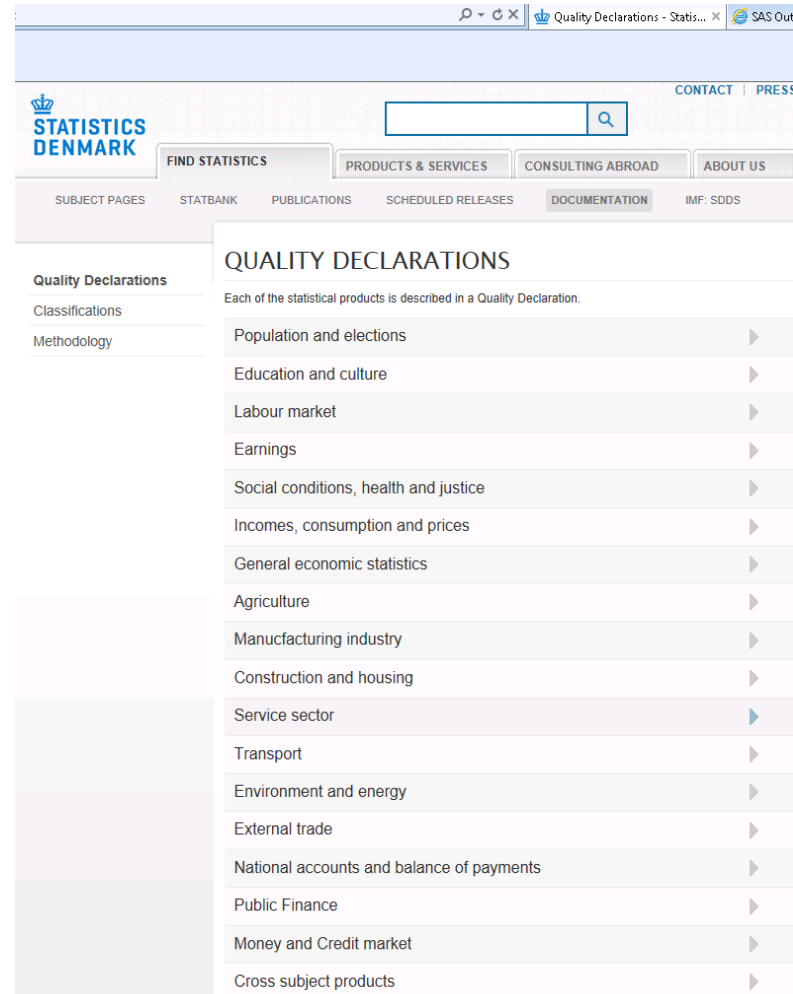 Quality Declarations - Statis...
SAS Out
CONTACT | PRESS
STATISTICS
DENMARK
FIND STATISTICS
PRODUCTS & SERVICES
CONSULTING ABROAD
ABOUT US
SUBJECT PAGES
STATBANK
PUBLICATIONS
SCHEDULED RELEASES
DOCUMENTATION
IMF: SDDS
Quality Declarations
Classifications
Methodology
QUALITY DECLARATIONS
Each of the statistical products is described in a Quality Declaration.
Population and elections
Education and culture
Labour market
Earnings
Social conditions, health and justice
Incomes, consumption and prices
General economic statistics
Agriculture
Manucfacturing industry
Construction and housing
Service sector
Transport
Environment and energy
External trade
National accounts and balance of payments
Public Finance
Money and Credit market
Cross subject products